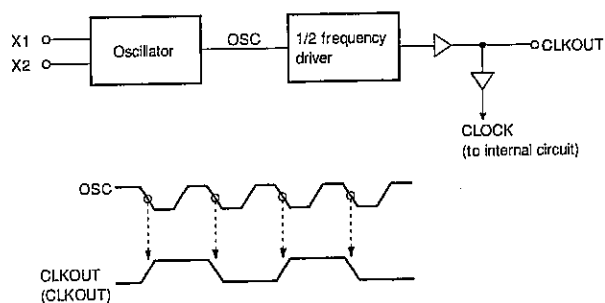 X1
X2
Oscillator
OSC
1/2 frequency
driver
CLKOUT
CLOCK
(to internal circuit)
OSC
CLKOUT
(CLKOUT)